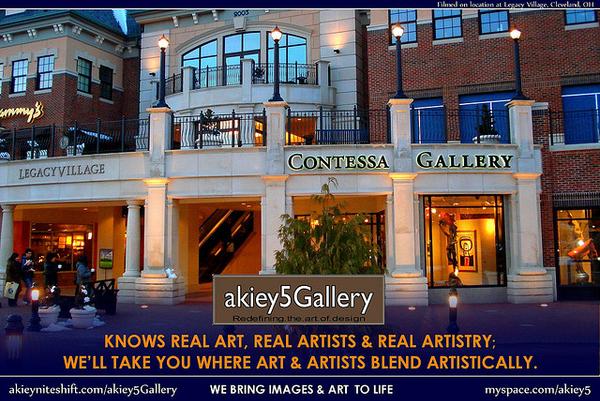 Filmed on location at Legacy Village, Cleveland, OH
2003
ammy's
LEGACY VILLAGE
CONTESSA GALLERY
akiey5Gallery
Redefining.the.art.of.design
KNOWS REAL ART, REAL ARTISTS & REAL ARTISTRY;
WE'LL TAKE YOU WHERE ART & ARTISTS BLEND ARTISTICALLY.
akieyniteshift.com/akiey5Gallery WE BRING IMAGES & ART TO LIFE myspace.com/akiey5